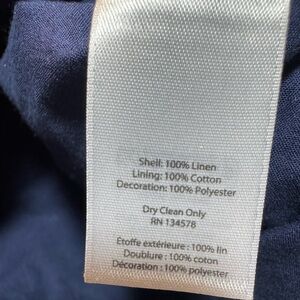 Shell: 100% Linen
Lining: 100% Cotton
Decoration: 100% Polyester
Dry Clean Only
RN 134578
Étoffe extérieure : 100% lin
Doublure : 100% coton
Décoration : 100% polyester